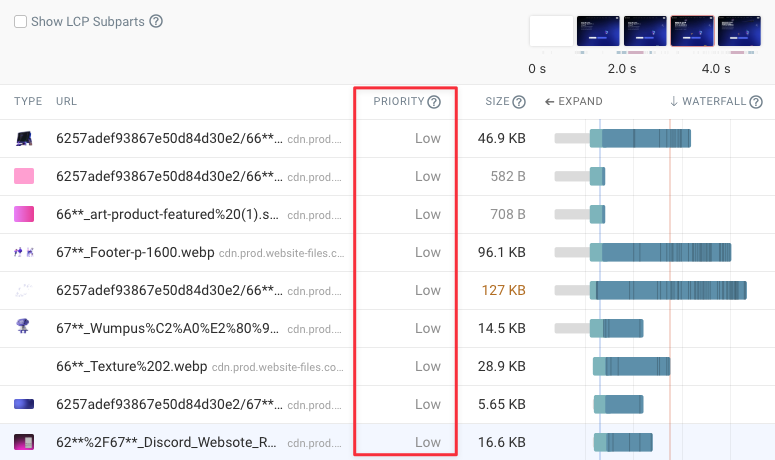 Show LCP Subparts ?
0 s 2.0 s 4.0 s
TYPE URL PRIORITY ? SIZE ? ← EXPAND ↓ WATERFALL ?
6257adef93867e50d84d30e2/66**… cdn.prod.… Low 46.9 KB
6257adef93867e50d84d30e2/66**… cdn.prod.… Low 582 B
66**_art-product-featured%20(1).s… cdn.prod.… Low 708 B
67**_Footer-p-1600.webp cdn.prod.website-files.c… Low 96.1 KB
6257adef93867e50d84d30e2/66**… cdn.prod.… Low 127 KB
67**_Wumpus%C2%A0%E2%80%9… cdn.prod.… Low 14.5 KB
66**_Texture%202.webp cdn.prod.website-files.co… Low 28.9 KB
6257adef93867e50d84d30e2/67**… cdn.prod.… Low 5.65 KB
62**%2F67**_Discord_Websote_R… cdn.prod.… Low 16.6 KB